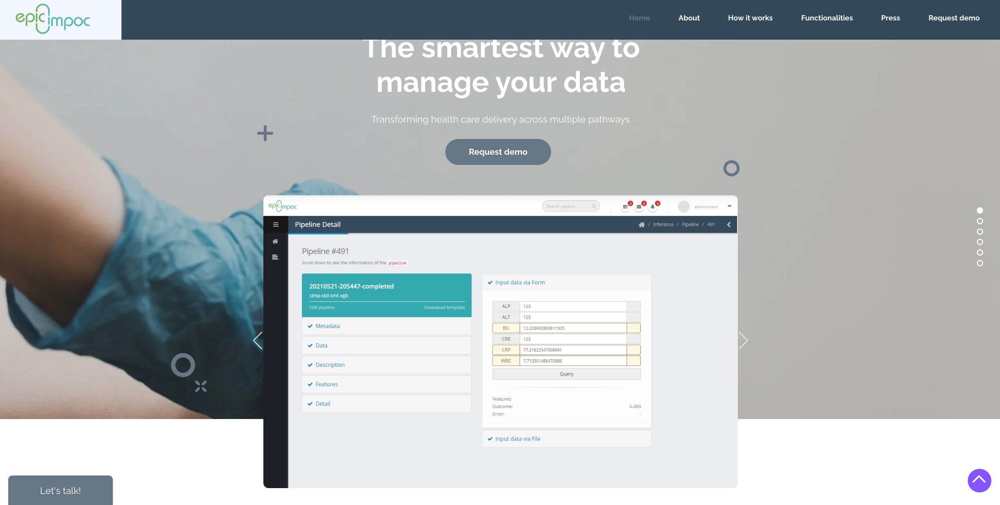 epic impoc
Home About How it works Functionalities Press Request demo
The smartest way to
manage your data
Transforming health care delivery across multiple pathways
Request demo
epic impoc
Search patient...
3 4 3
administrator
Pipeline Detail
/ Inference / Pipeline / 491
Pipeline #491
Scroll down to see the information of the pipeline.
20210521-205447-completed
simp-std-smt-xgb
Edit pipeline Download template
Metadata
Data
Description
Features
Detail
Input data via Form
ALP 123
ALT 123
BIL 12.233692860811505
CRE 123
CRP 77.21822547508991
WBC 7.713301489470986
Query
Features:
Outcome: 0.493
Error: -
Input data via File
Let's talk!